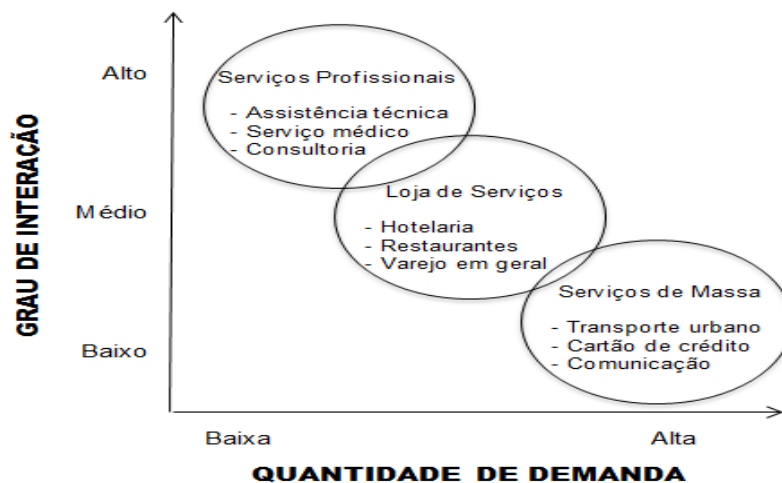 Alto
Serviços Profissionais
- Assistência técnica
- Serviço médico
- Consultoria
Médio
Loja de Serviços
- Hotelaria
- Restaurantes
- Varejo em geral
Baixo
Serviços de Massa
- Transporte urbano
- Cartão de crédito
- Comunicação
GRAU DE INTERAÇÃO
Baixa
Alta
QUANTIDADE DE DEMANDA